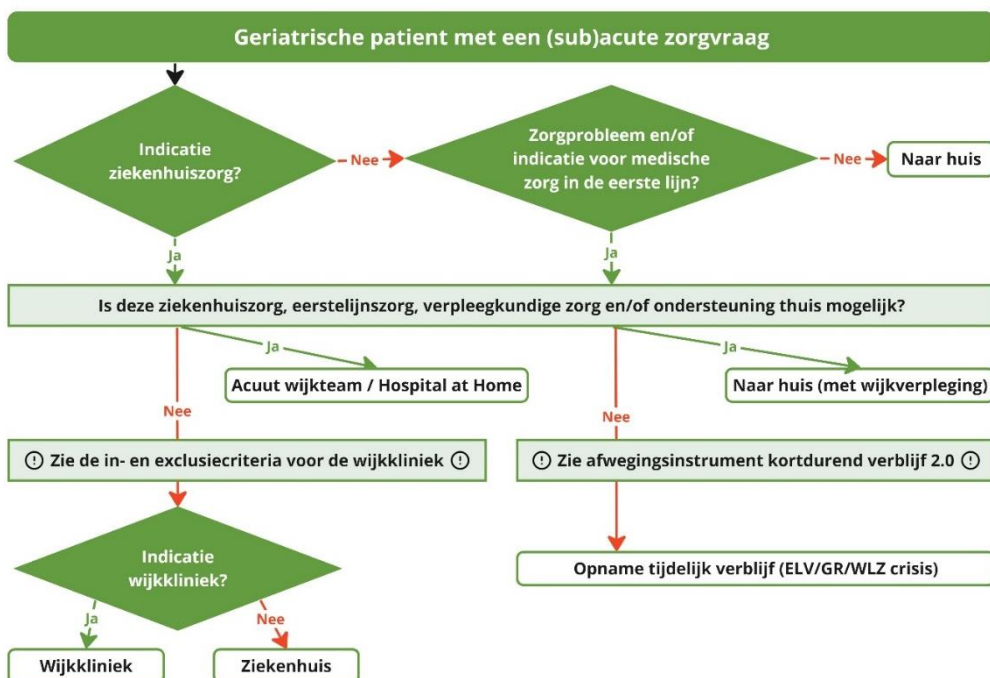 Geriatrische patient met een (sub)acute zorgvraag
Indicatie
ziekenhuiszorg?
Nee
Zorgprobleem en/of
indicatie voor medische
zorg in de eerste lijn?
Nee
Naar huis
Ja
Ja
Is deze ziekenhuiszorg, eerstelijnszorg, verpleegkundige zorg en/of ondersteuning thuis mogelijk?
Ja
Ja
Acuut wijkteam / Hospital at Home
Naar huis (met wijkverpleging)
Nee
Nee
Zie de in- en exclusiecriteria voor de wijkkliniek
Zie afwegingsinstrument kortdurend verblijf 2.0
Indicatie
wijkkliniek?
Opname tijdelijk verblijf (ELV/GR/WLZ crisis)
Ja
Nee
Wijkkliniek
Ziekenhuis